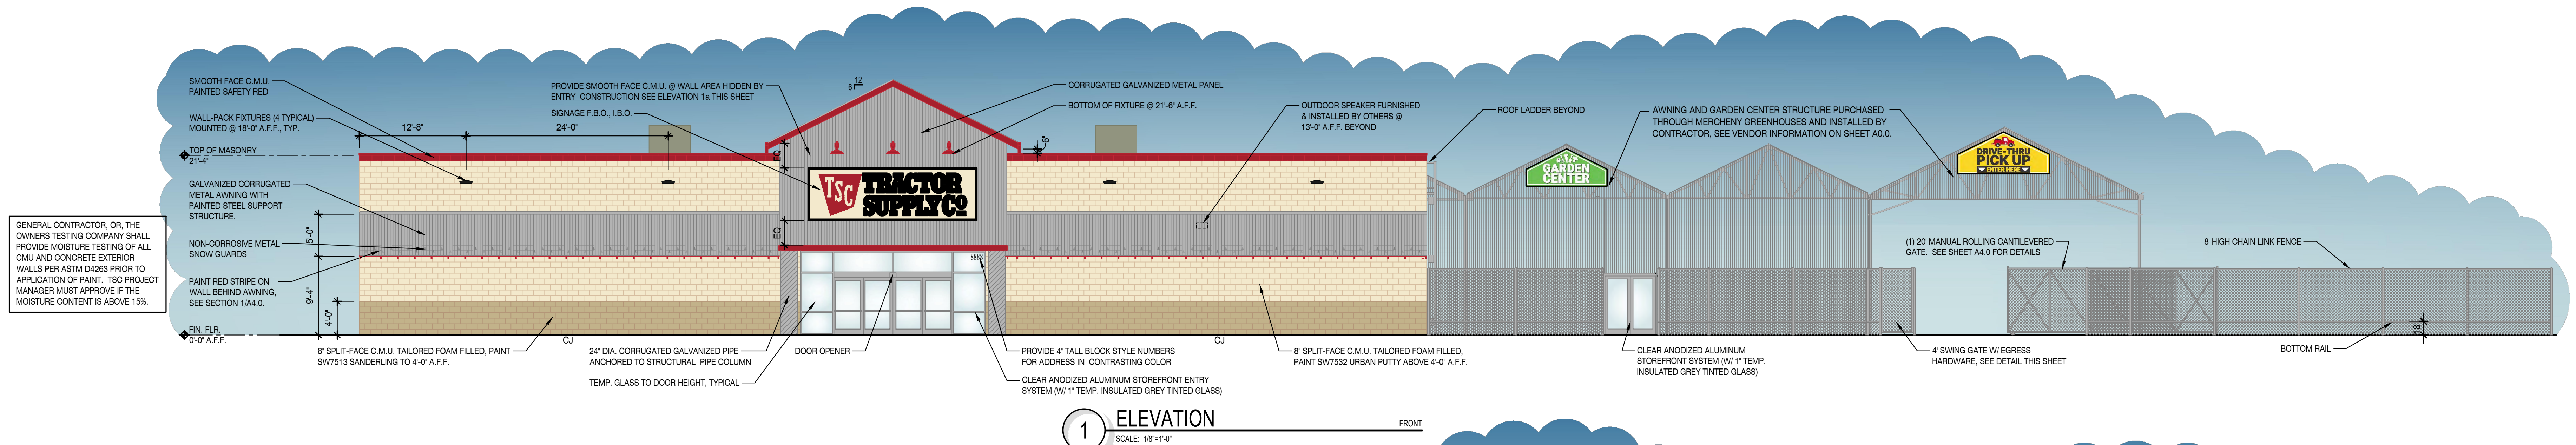 SMOOTH FACE C.M.U.
PAINTED SAFETY RED
WALL-PACK FIXTURES (4 TYPICAL)
MOUNTED @ 18'-0" A.F.F., TYP.
TOP OF MASONRY
21'-4"
GALVANIZED CORRUGATED
METAL AWNING WITH
PAINTED STEEL SUPPORT
STRUCTURE.
NON-CORROSIVE METAL
SNOW GUARDS
PAINT RED STRIPE ON
WALL BEHIND AWNING,
SEE SECTION 1/A4.0.
FIN. FLR.
0'-0" A.F.F.
GENERAL CONTRACTOR, OR, THE
OWNERS TESTING COMPANY SHALL
PROVIDE MOISTURE TESTING OF ALL
CMU AND CONCRETE EXTERIOR
WALLS PER ASTM D4263 PRIOR TO
APPLICATION OF PAINT. TSC PROJECT
MANAGER MUST APPROVE IF THE
MOISTURE CONTENT IS ABOVE 15%.
12'-8"
24'-0"
9'-4"
4'-0"
PROVIDE SMOOTH FACE C.M.U. @ WALL AREA HIDDEN BY
ENTRY CONSTRUCTION SEE ELEVATION 1a THIS SHEET
SIGNAGE F.B.O., I.B.O.
12
6
EQ
EQ
6"
TSC
TRACTOR
SUPPLY CO
8888
CORRUGATED GALVANIZED METAL PANEL
BOTTOM OF FIXTURE @ 21'-6" A.F.F.
OUTDOOR SPEAKER FURNISHED
& INSTALLED BY OTHERS @
13'-0" A.F.F. BEYOND
ROOF LADDER BEYOND
AWNING AND GARDEN CENTER STRUCTURE PURCHASED
THROUGH MERCHENY GREENHOUSES AND INSTALLED BY
CONTRACTOR, SEE VENDOR INFORMATION ON SHEET A0.0.
GARDEN
CENTER
DRIVE-THRU
PICK UP
ENTER HERE
(1) 20' MANUAL ROLLING CANTILEVERED
GATE. SEE SHEET A4.0 FOR DETAILS
8' HIGH CHAIN LINK FENCE
18"
8" SPLIT-FACE C.M.U. TAILORED FOAM FILLED, PAINT
SW7513 SANDERLING TO 4'-0" A.F.F.
CJ
24" DIA. CORRUGATED GALVANIZED PIPE
ANCHORED TO STRUCTURAL PIPE COLUMN
TEMP. GLASS TO DOOR HEIGHT, TYPICAL
DOOR OPENER
PROVIDE 4" TALL BLOCK STYLE NUMBERS
FOR ADDRESS IN CONTRASTING COLOR
CLEAR ANODIZED ALUMINUM STOREFRONT ENTRY
SYSTEM (W/ 1" TEMP. INSULATED GREY TINTED GLASS)
CJ
8" SPLIT-FACE C.M.U. TAILORED FOAM FILLED,
PAINT SW7532 URBAN PUTTY ABOVE 4'-0" A.F.F.
CLEAR ANODIZED ALUMINUM
STOREFRONT SYSTEM (W/ 1" TEMP.
INSULATED GREY TINTED GLASS)
4' SWING GATE W/ EGRESS
HARDWARE, SEE DETAIL THIS SHEET
BOTTOM RAIL
1
ELEVATION
FRONT
SCALE: 1/8"=1'-0"